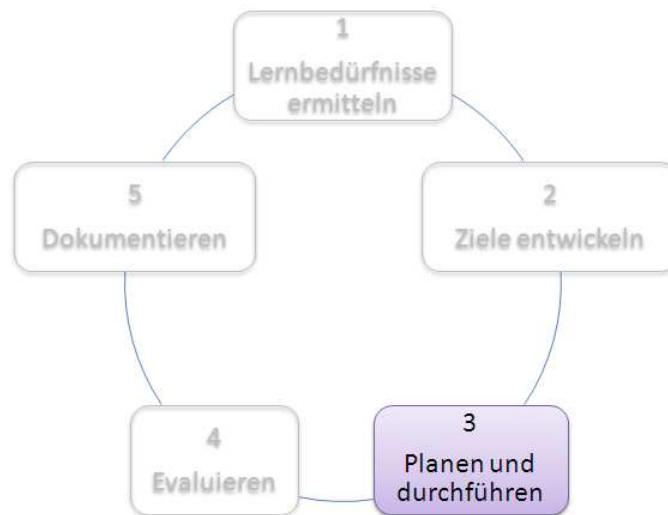 1
Lernbedürfnisse
ermitteln
2
Ziele entwickeln
3
Planen und
durchführen
4
Evaluieren
5
Dokumentieren